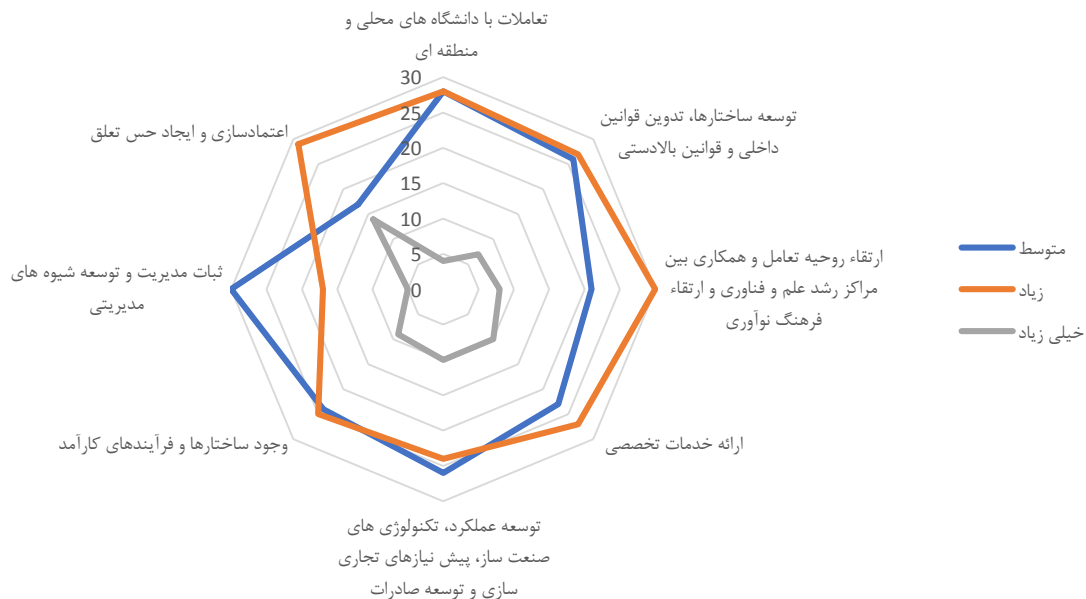 تعاملات با دانشگاه های محلی و
منطقه ای
توسعه ساختارها، تدوین قوانین
داخلی و قوانین بالادستی
ارتقاء روحیه تعامل و همکاری بین
مراکز رشد علم و فناوری و ارتقاء
فرهنگ نوآوری
ارائه خدمات تخصصی
توسعه عملکرد، تکنولوژی های
صنعت ساز، پیش نیازهای تجاری
سازی و توسعه صادرات
وجود ساختارها و فرآیندهای کارآمد
ثبات مدیریت و توسعه شیوه های
مدیریتی
اعتمادسازی و ایجاد حس تعلق
30
25
20
15
10
5
0
متوسط
زیاد
خیلی زیاد